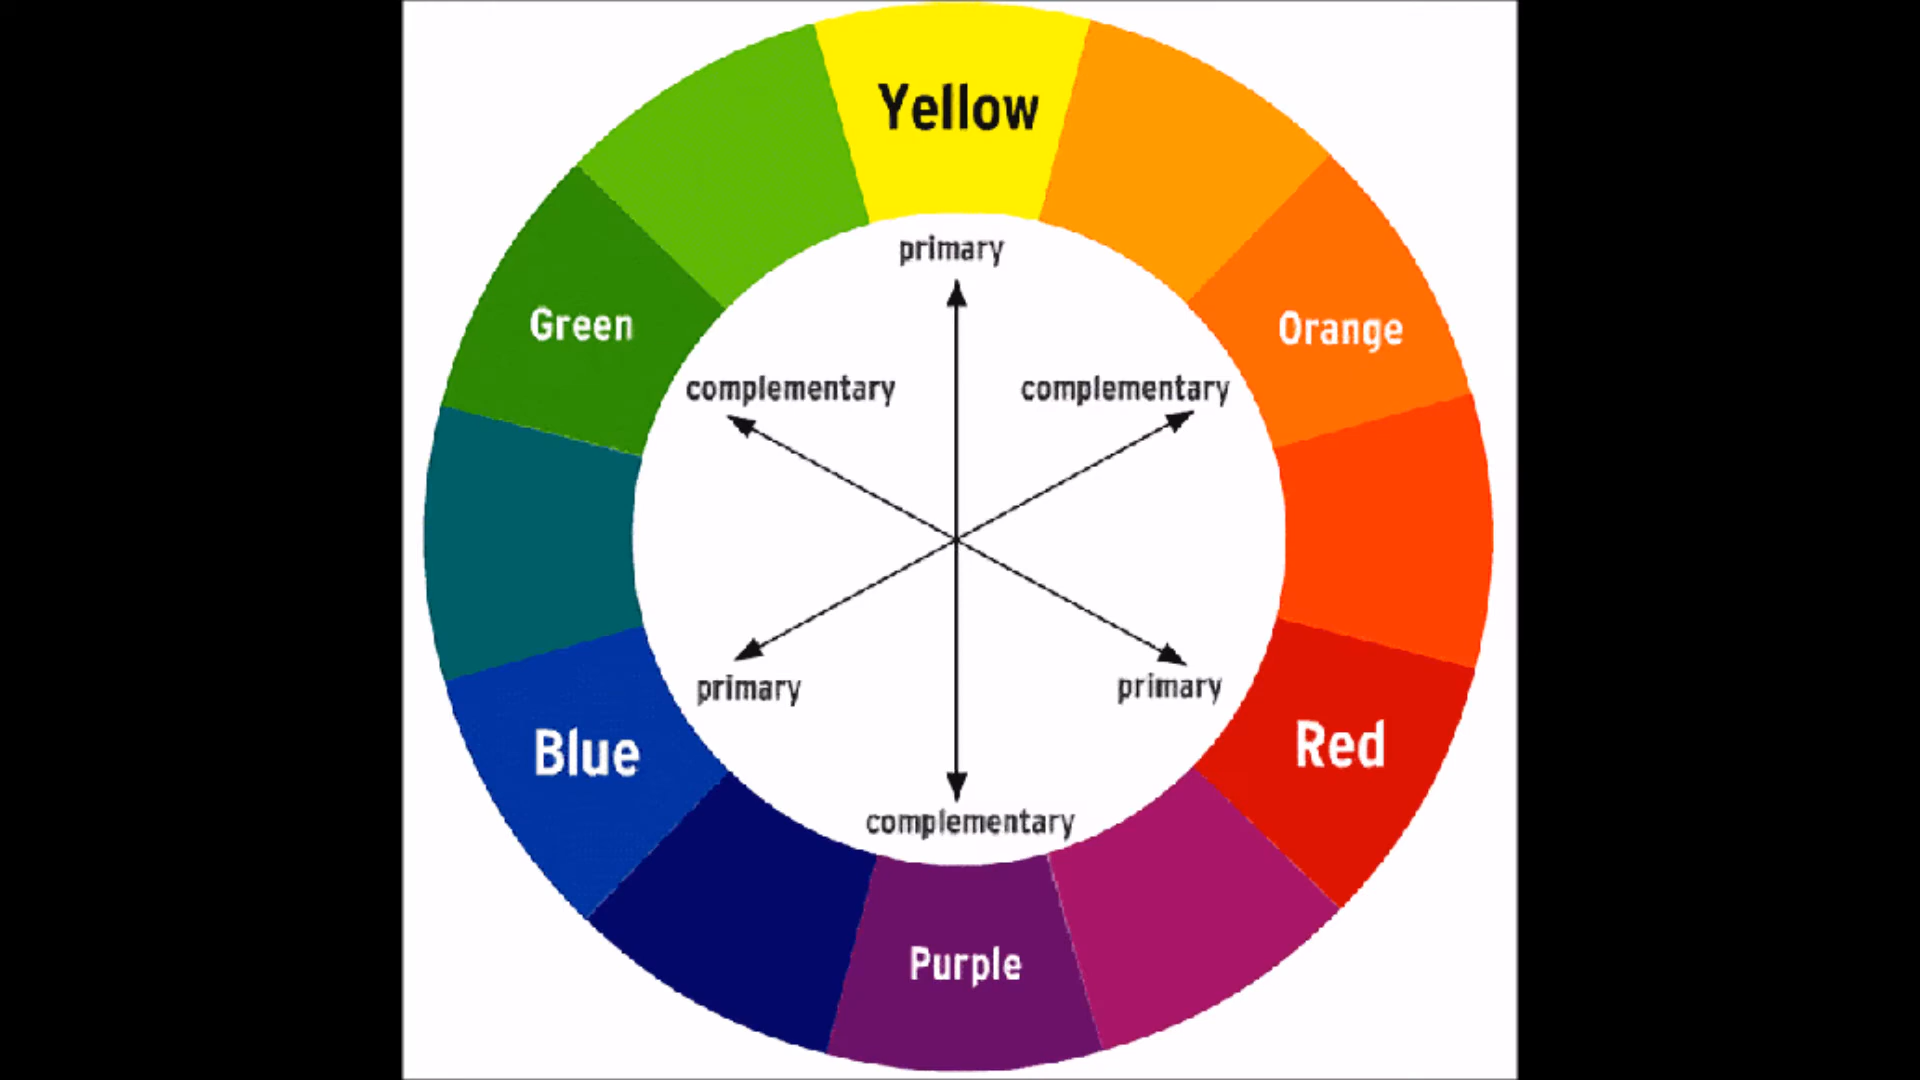 Yellow
primary
Green
Orange
complementary
complementary
primary
primary
Blue
Red
complementary
Purple